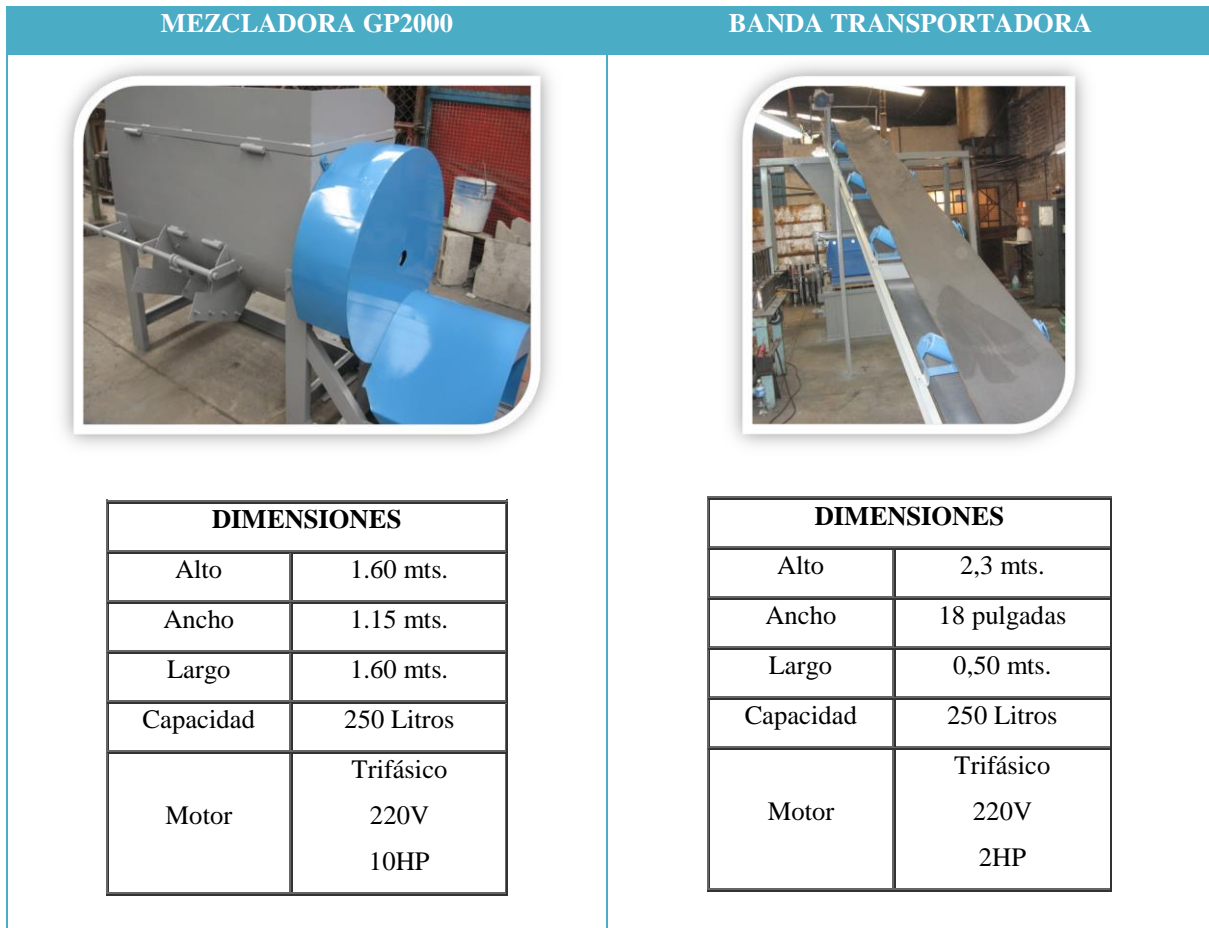 MEZCLADORA GP2000
BANDA TRANSPORTADORA
DIMENSIONES
Alto 1.60 mts.
Ancho 1.15 mts.
Largo 1.60 mts.
Capacidad 250 Litros
Motor Trifásico
220V
10HP
DIMENSIONES
Alto 2,3 mts.
Ancho 18 pulgadas
Largo 0,50 mts.
Capacidad 250 Litros
Motor Trifásico
220V
2HP